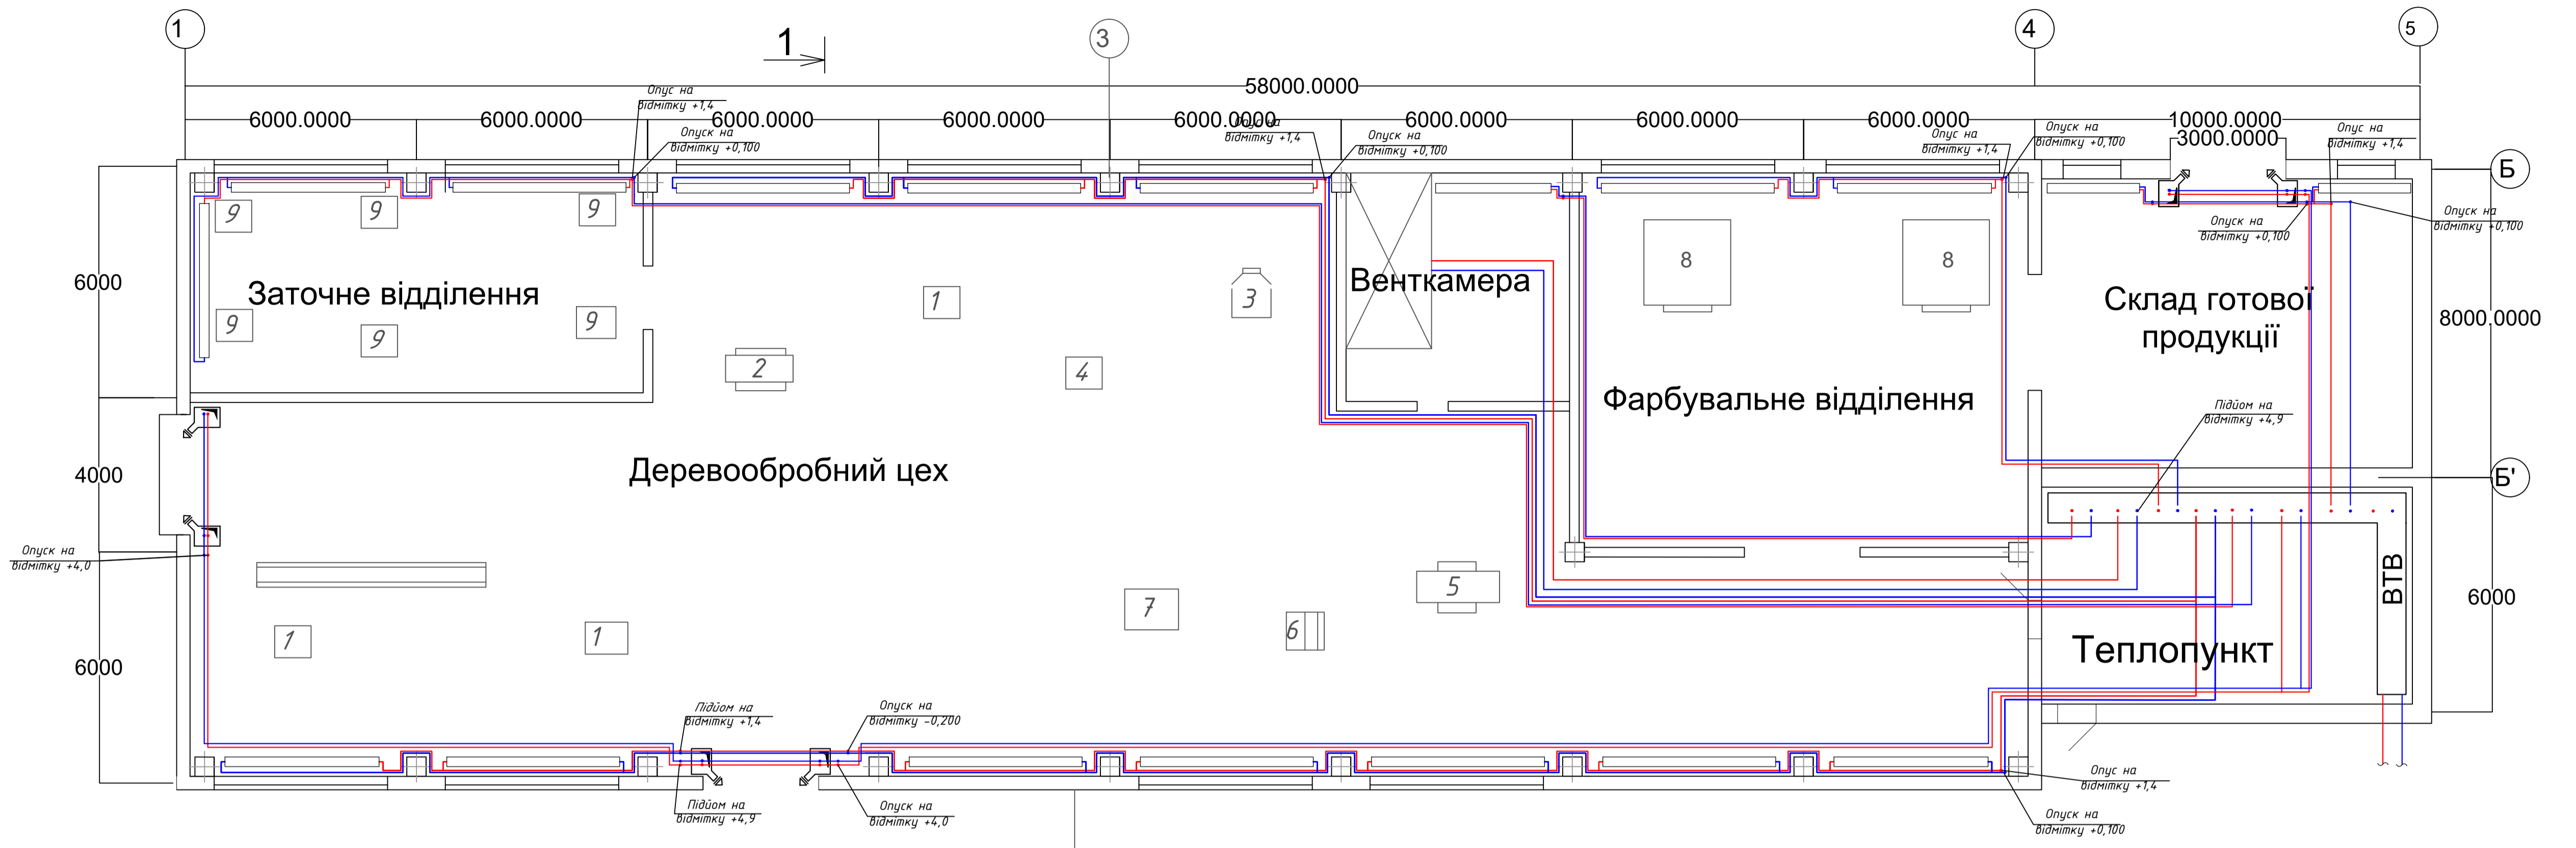 1
1
3
4
5
58000.0000
Опус на
відмітку +1,4
6000.0000
6000.0000
6000.0000
6000.0000
6000.0000
6000.0000
6000.0000
6000.0000
10000.0000
3000.0000
Опуск на
відмітку +0,100
Опус на
відмітку +1,4
Опуск на
відмітку +0,100
Опус на
відмітку +1,4
Опуск на
відмітку +0,100
Опус на
відмітку +1,4
Б
9
9
9
Опуск на
відмітку +0,100
Опуск на
відмітку +0,100
6000
Заточне відділення
1
3
Венткамера
8
8
Склад готової
продукції
8000.0000
9
9
9
2
4
Фарбувальне відділення
Підйом на
відмітку +4,9
4000
Деревообробний цех
Б'
Опуск на
відмітку +4,0
5
ВТВ
6000
7
1
1
6
Теплопункт
6000
Підйом на
відмітку +1,4
Опуск на
відмітку -0,200
Опус на
відмітку +1,4
Підйом на
відмітку +4,9
Опуск на
відмітку +4,0
Опуск на
відмітку +0,100